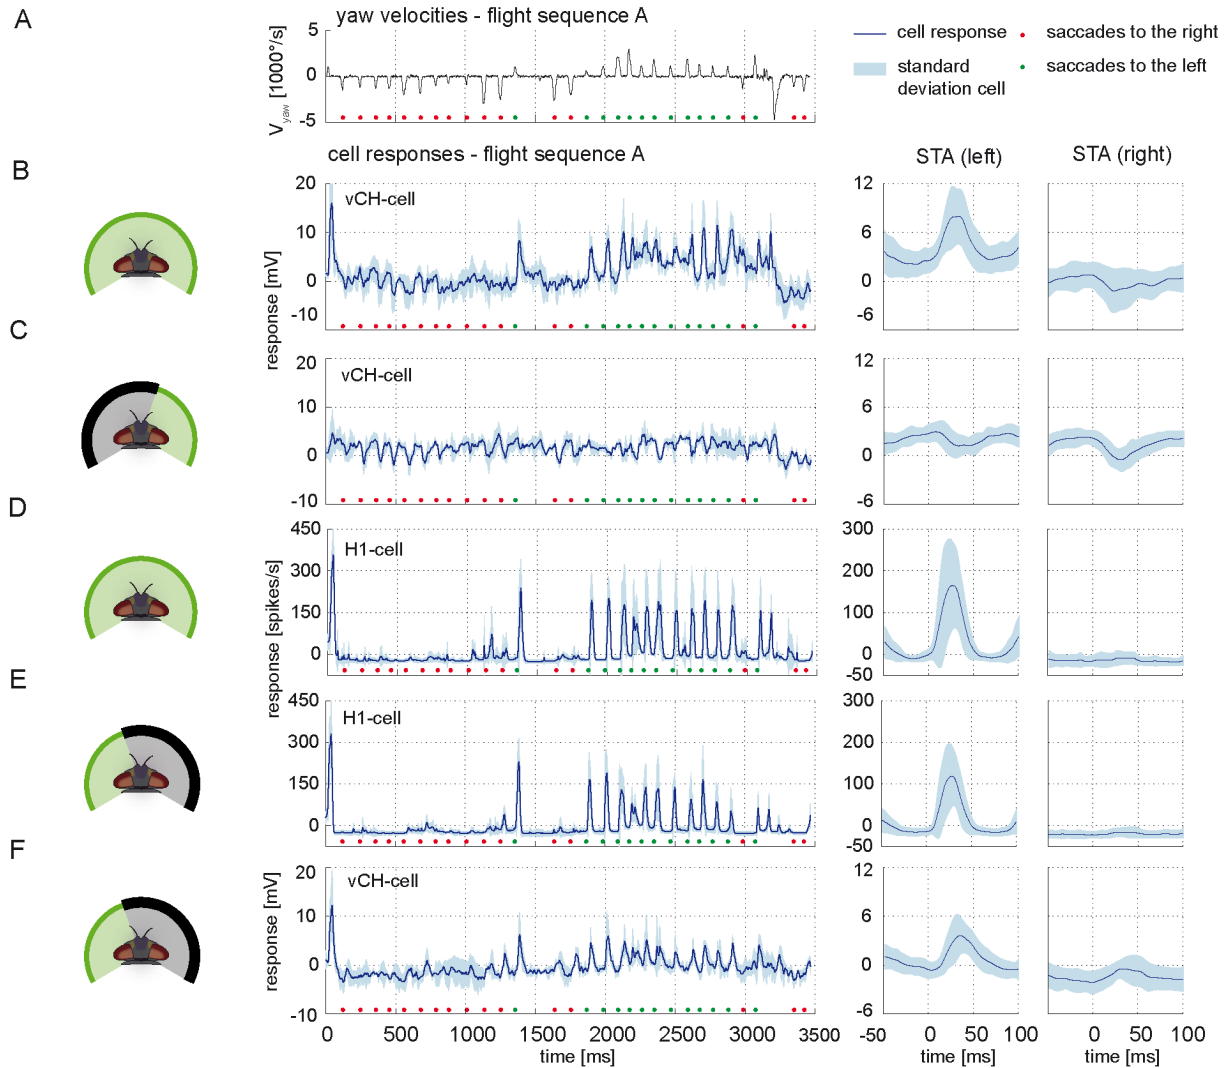 A
yaw velocities - flight sequence A
5
0
-5
V_yaw [1000°/s]
cell response
standard
deviation cell
saccades to the right
saccades to the left
cell responses - flight sequence A
STA (left)
STA (right)
B
vCH-cell
20
10
0
-10
response [mV]
12
6
0
-6
C
vCH-cell
20
10
0
-10
12
6
0
-6
D
H1-cell
450
300
150
0
response [spikes/s]
300
200
100
0
-50
E
H1-cell
450
300
150
0
300
200
100
0
-50
F
vCH-cell
20
10
0
-10
response [mV]
12
6
0
-6
0 500 1000 1500 2000 2500 3000 3500
time [ms]
-50 0 50 100
time [ms]
0 50 100
time [ms]